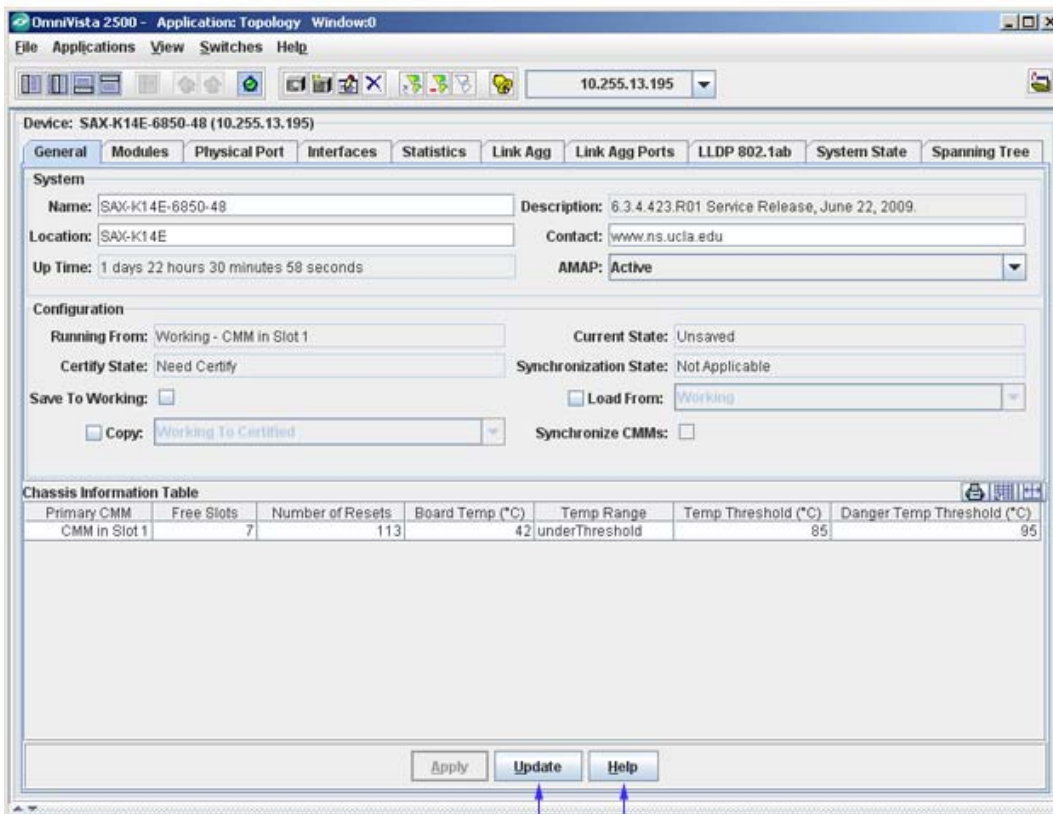 OmniVista 2500 - Application: Topology Window:0
File Applications View Switches Help
10.255.13.195
Device: SAX-K14E-6850-48 (10.255.13.195)
General Modules Physical Port Interfaces Statistics Link Agg Link Agg Ports LLDP 802.1ab System State Spanning Tree
System
Name: SAX-K14E-6850-48 Description: 6.3.4.423.R01 Service Release, June 22, 2009.
Location: SAX-K14E Contact: www.ns.ucla.edu
Up Time: 1 days 22 hours 30 minutes 58 seconds AMAP: Active
Configuration
Running From: Working - CMM in Slot 1 Current State: Unsaved
Certify State: Need Certify Synchronization State: Not Applicable
Save To Working: Load From: Working
Copy: Working To Certified Synchronize CMMs:
Chassis Information Table
Primary CMM Free Slots Number of Resets Board Temp (°C) Temp Range Temp Threshold (°C) Danger Temp Threshold (°C)
CMM in Slot 1 7 113 42 underThreshold 85 95
Apply Update Help